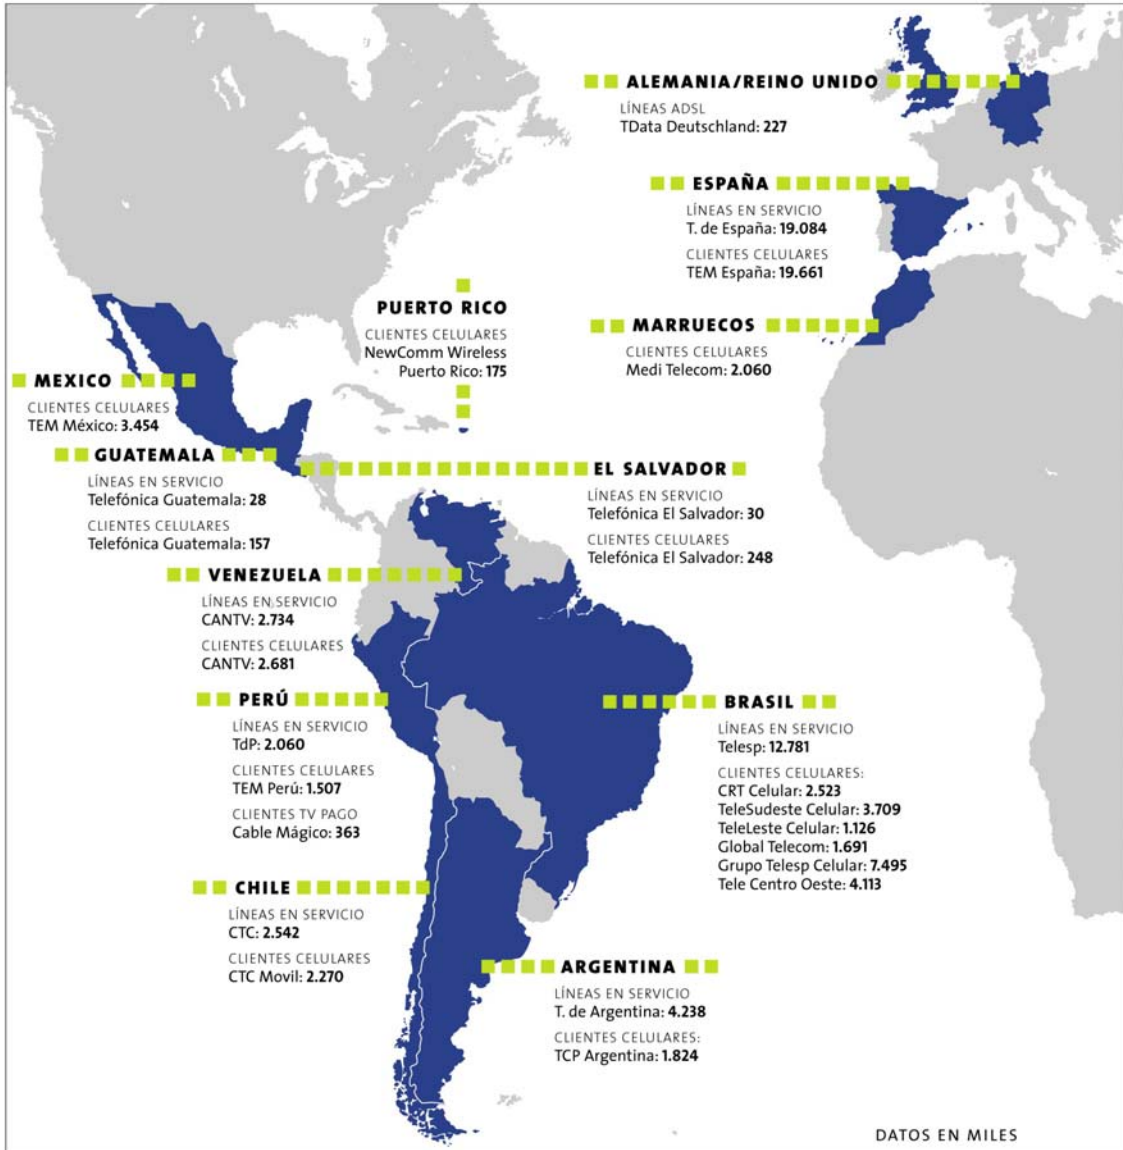 ALEMANIA/REINO UNIDO
LÍNEAS ADSL
TData Deutschland: 227
ESPAÑA
LÍNEAS EN SERVICIO
T. de España: 19.084
CLIENTES CELULARES
TEM España: 19.661
PUERTO RICO
CLIENTES CELULARES
NewComm Wireless
Puerto Rico: 175
MARRUECOS
CLIENTES CELULARES
Medi Telecom: 2.060
MEXICO
CLIENTES CELULARES
TEM México: 3.454
GUATEMALA
LÍNEAS EN SERVICIO
Telefónica Guatemala: 28
CLIENTES CELULARES
Telefónica Guatemala: 157
EL SALVADOR
LÍNEAS EN SERVICIO
Telefónica El Salvador: 30
CLIENTES CELULARES
Telefónica El Salvador: 248
VENEZUELA
LÍNEAS EN SERVICIO
CANTV: 2.734
CLIENTES CELULARES
CANTV: 2.681
PERÚ
LÍNEAS EN SERVICIO
TdP: 2.060
CLIENTES CELULARES
TEM Perú: 1.507
CLIENTES TV PAGO
Cable Mágico: 363
BRASIL
LÍNEAS EN SERVICIO
Telesp: 12.781
CLIENTES CELULARES:
CRT Celular: 2.523
TeleSudeste Celular: 3.709
TeleLeste Celular: 1.126
Global Telecom: 1.691
Grupo Telesp Celular: 7.495
Tele Centro Oeste: 4.113
CHILE
LÍNEAS EN SERVICIO
CTC: 2.542
CLIENTES CELULARES
CTC Movil: 2.270
ARGENTINA
LÍNEAS EN SERVICIO
T. de Argentina: 4.238
CLIENTES CELULARES:
TCP Argentina: 1.824
DATOS EN MILES